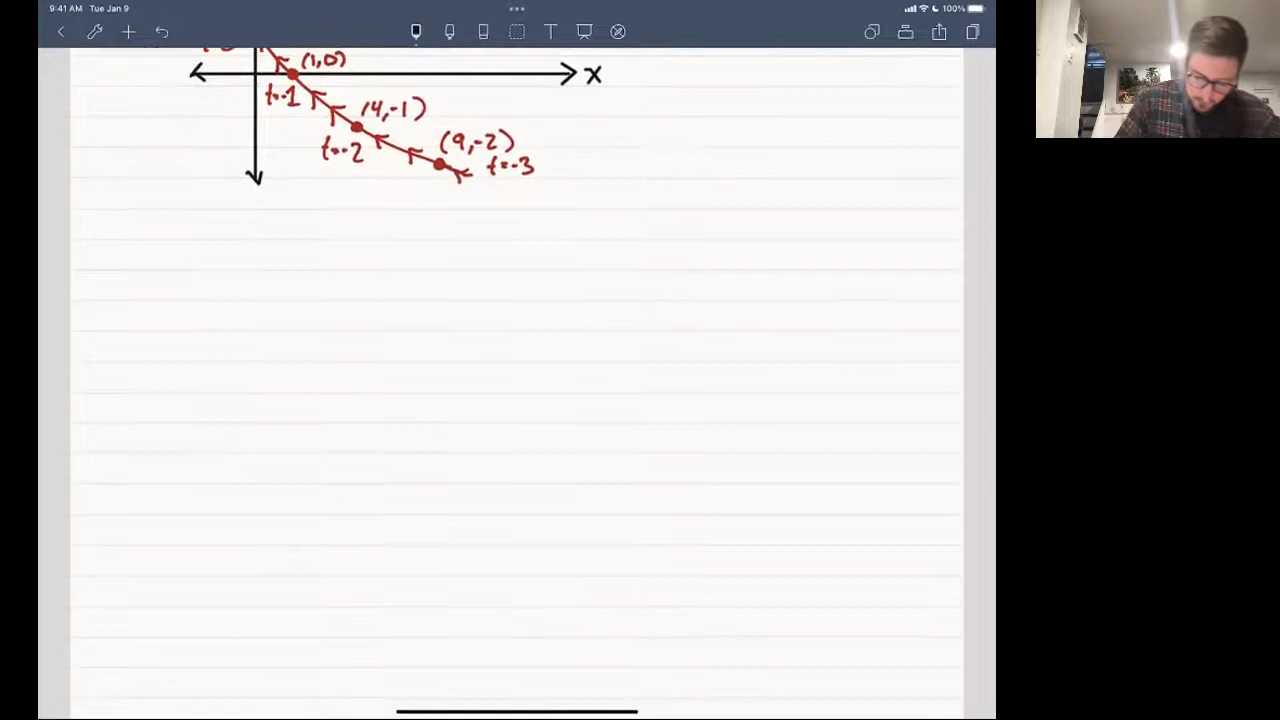 9:41 AM Tue Jan 9
100%
T
(1,0)
x
t=-1
(4,-1)
t=-2
(9,-2)
t=-3